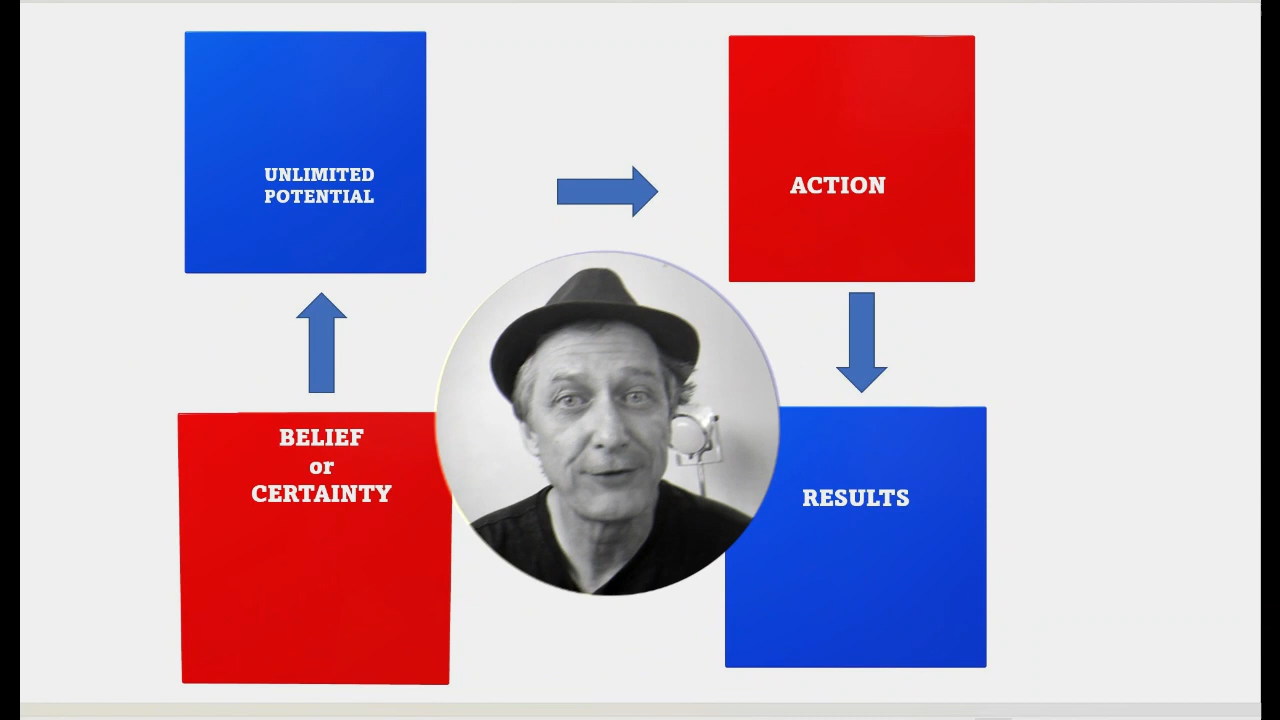 UNLIMITED
POTENTIAL
ACTION
BELIEF
or
CERTAINTY
RESULTS